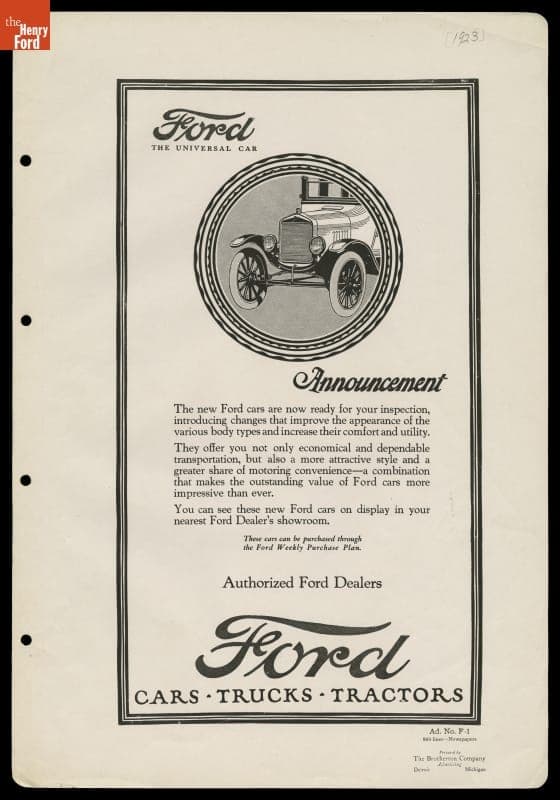 the
Henry
Ford
[1923]
Ford
THE UNIVERSAL CAR
Announcement
The new Ford cars are now ready for your inspection,
introducing changes that improve the appearance of the
various body types and increase their comfort and utility.
They offer you not only economical and dependable
transportation, but also a more attractive style and a
greater share of motoring convenience—a combination
that makes the outstanding value of Ford cars more
impressive than ever.
You can see these new Ford cars on display in your
nearest Ford Dealer's showroom.
These cars can be purchased through
the Ford Weekly Purchase Plan.
Authorized Ford Dealers
Ford
CARS · TRUCKS · TRACTORS
Ad. No. F-1
lines—Newspapers
Prepared by
The Brotherton Company
Advertising
Detroit Michigan